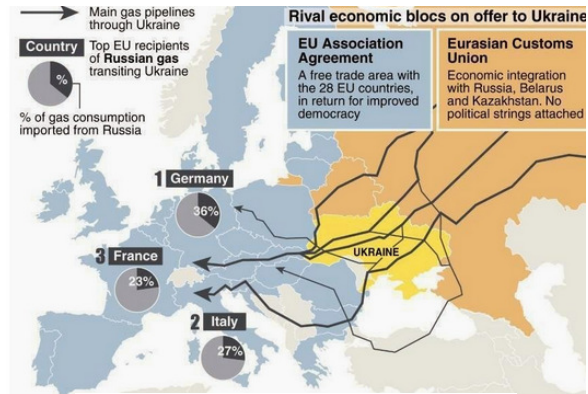 Main gas pipelines
through Ukraine
Country
Top EU recipients
of Russian gas
transiting Ukraine
%
% of gas consumption
imported from Russia
Rival economic blocs on offer to Ukraine
EU Association
Agreement
A free trade area with
the 28 EU countries,
in return for improved
democracy
Eurasian Customs
Union
Economic integration
with Russia, Belarus
and Kazakhstan. No
political strings attached
1 Germany
36%
UKRAINE
3 France
23%
2 Italy
27%